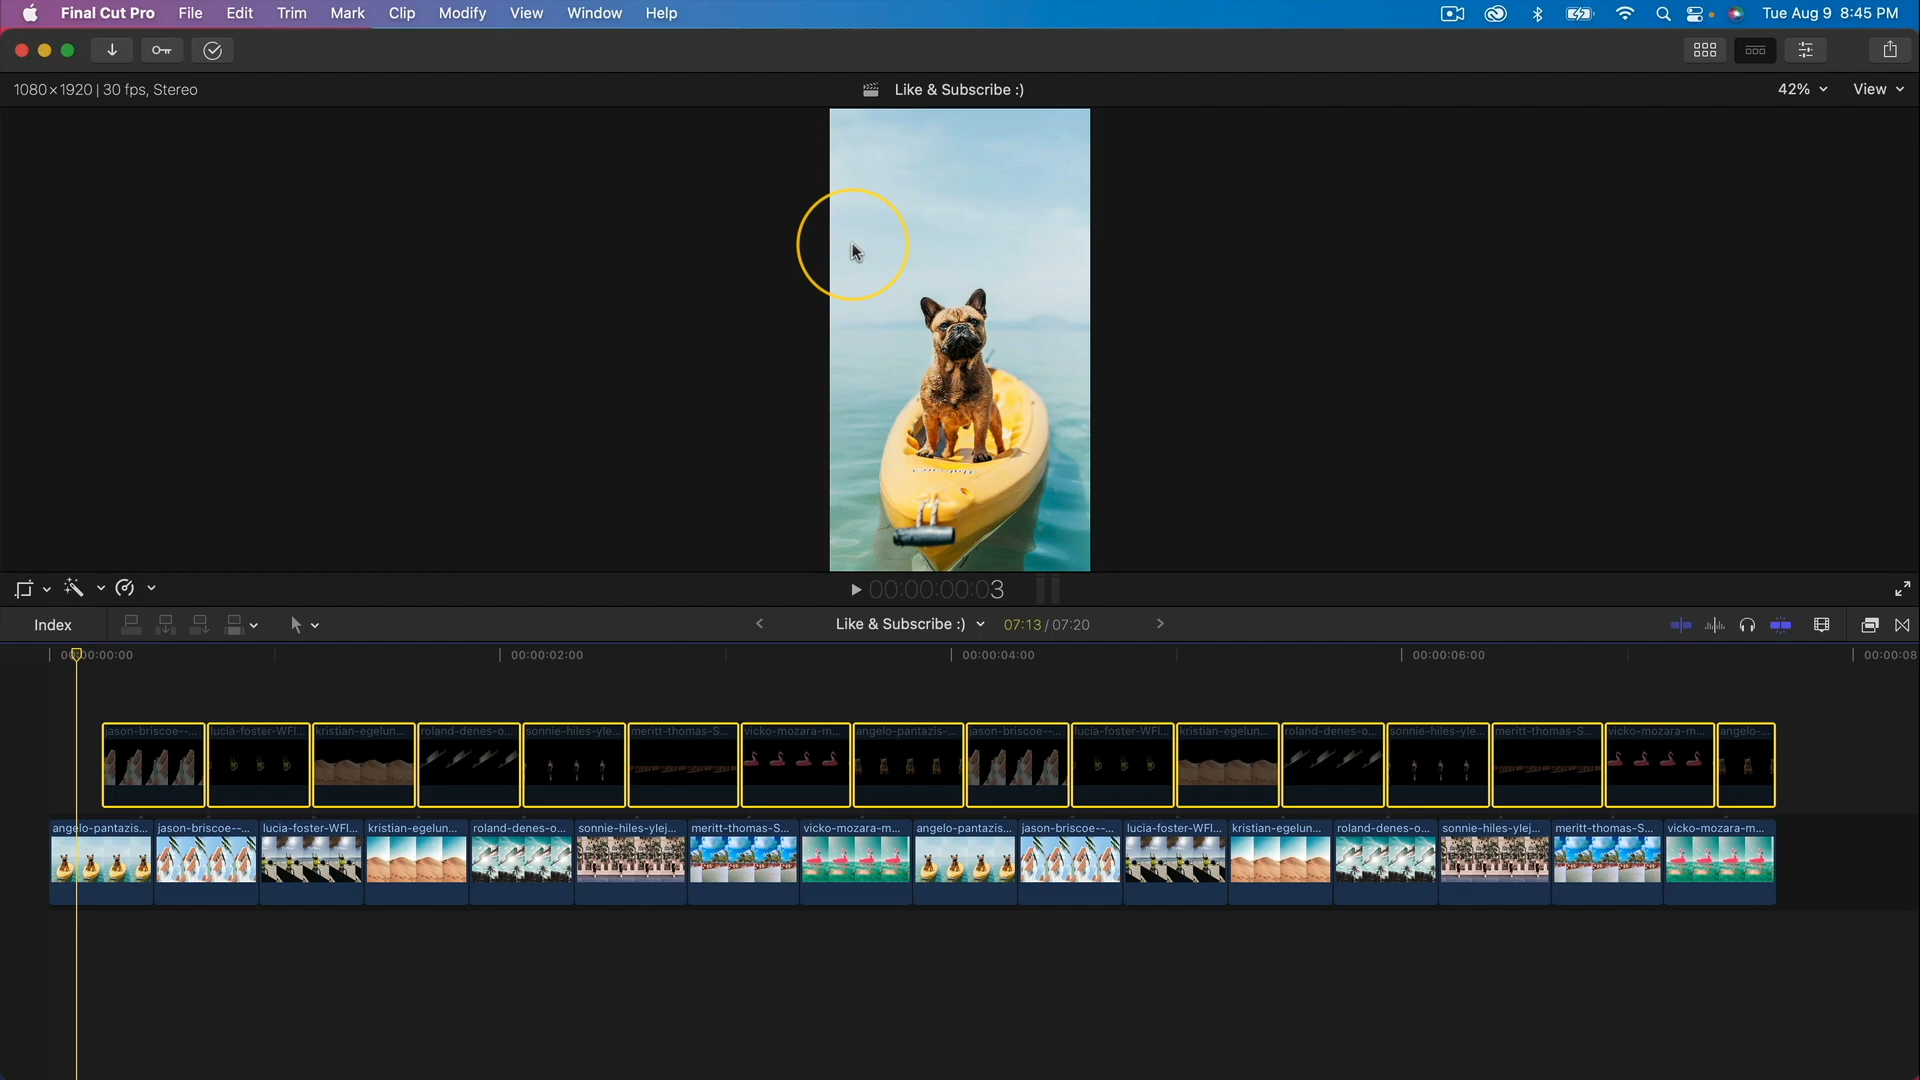 Final Cut Pro File Edit Trim Mark Clip Modify View Window Help Tue Aug 9 8:45 PM
1080×1920 | 30 fps, Stereo Like & Subscribe :) 42% View
00:00:00:03
Index Like & Subscribe :) 07:13 / 07:20
00:00:00:00 00:00:02:00 00:00:04:00 00:00:06:00 00:00:08
jason-briscoe--... lucia-foster-WFI... kristian-egelun... roland-denes-o... sonnie-hiles-yle... meritt-thomas-S... vicko-mozara-m... angelo-pantazis-... jason-briscoe--... lucia-foster-WFI... kristian-egelun... roland-denes-o... sonnie-hiles-yle... meritt-thomas-S... vicko-mozara-m... angelo-...
angelo-pantazis... jason-briscoe--... lucia-foster-WFI... kristian-egelun... roland-denes-o... sonnie-hiles-ylej... meritt-thomas-S... vicko-mozara-m... angelo-pantazis... jason-briscoe--... lucia-foster-WFI... kristian-egelun... roland-denes-o... sonnie-hiles-ylej... meritt-thomas-S... vicko-mozara-m...